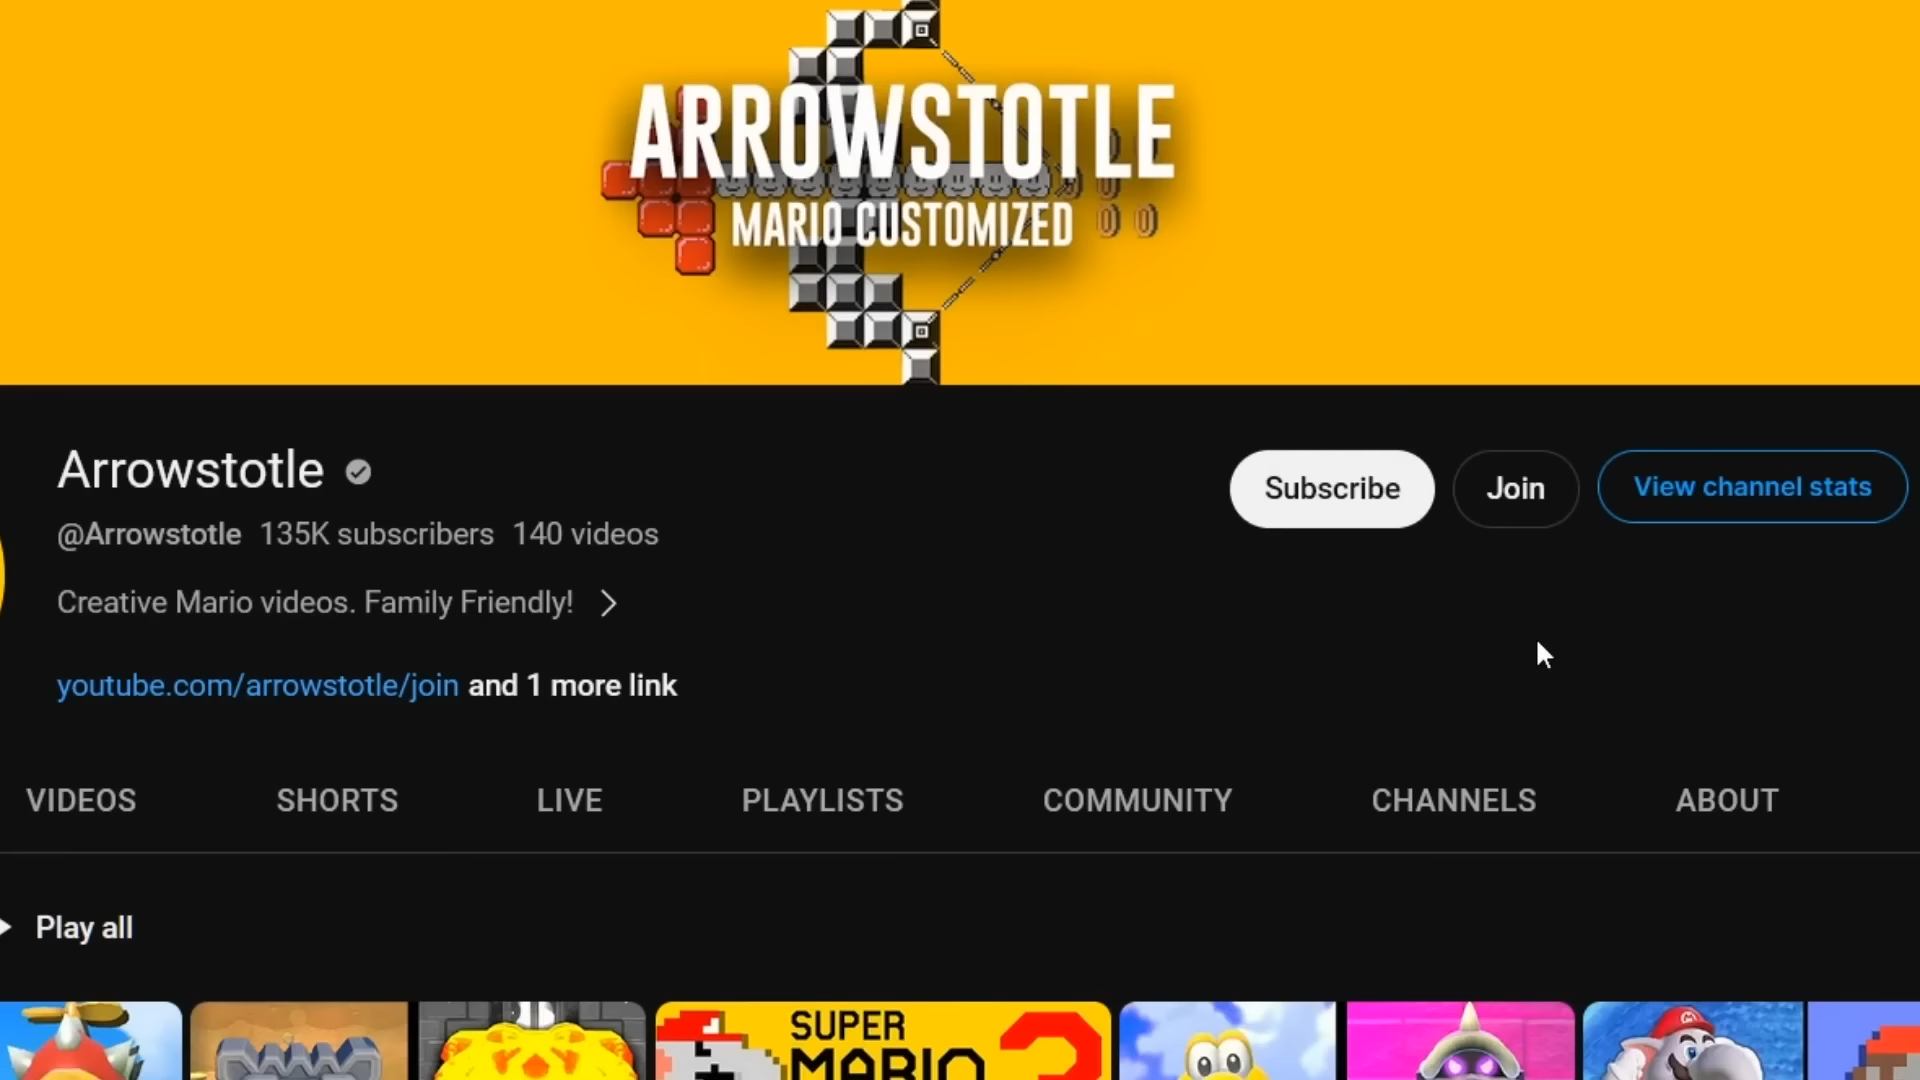 ARROWSTOTLE
MARIO CUSTOMIZED
Arrowstotle
@Arrowstotle 135K subscribers 140 videos
Creative Mario videos. Family Friendly!
youtube.com/arrowstotle/join and 1 more link
Subscribe
Join
View channel stats
VIDEOS SHORTS LIVE PLAYLISTS COMMUNITY CHANNELS ABOUT
Play all
SUPER
MARIO